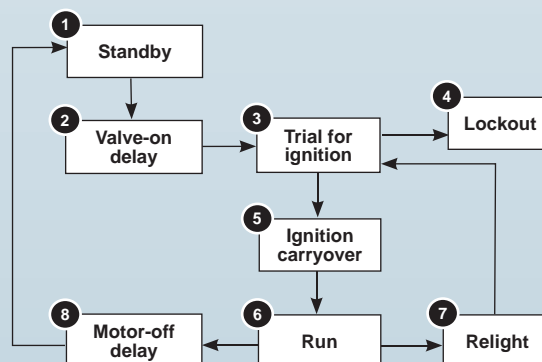 1
Standby
2
Valve-on
delay
3
Trial for
ignition
4
Lockout
5
Ignition
carryover
6
Run
7
Relight
8
Motor-off
delay